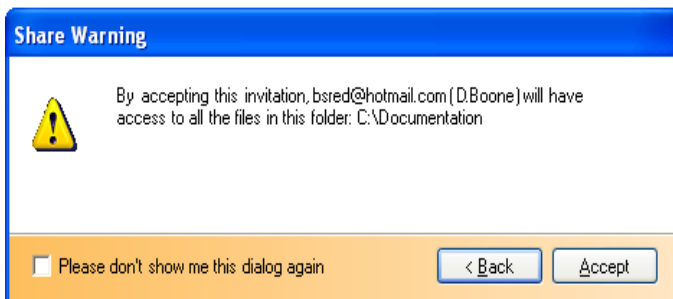 Share Warning
By accepting this invitation, bsred@hotmail.com (D.Boone) will have
access to all the files in this folder: C:\Documentation
Please don't show me this dialog again
< Back
Accept